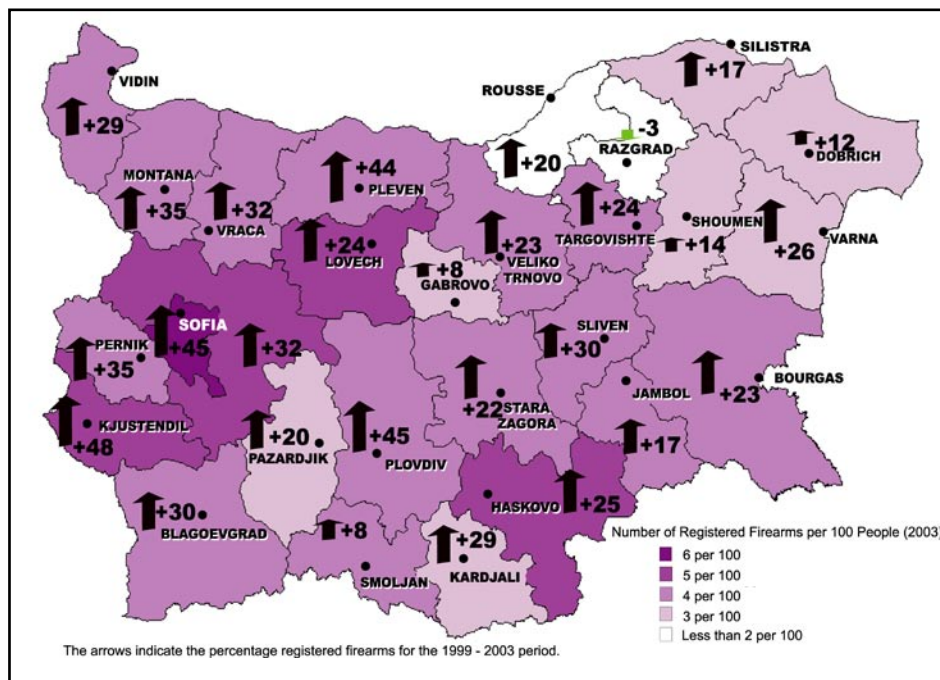 SILISTRA
+17
VIDIN
ROUSSE
+29
-3
RAZGRAD
+12
DOBRICH
+20
MONTANA
+35
+44
PLEVEN
+32
VRACA
+24
TARGOVISHTE
SHOUMEN
+14
+26
VARNA
+24
LOVECH
+23
VELIKO
TRNOVO
+8
GABROVO
SOFIA
+45
+32
PERNIK
+35
SLIVEN
+30
+23
BOURGAS
JAMBOL
+17
+22
STARA
ZAGORA
KJUSTENDIL
+48
+20
PAZARDJIK
+45
PLOVDIV
HASKOVO
+25
+30
BLAGOEVGRAD
+8
SMOLJAN
+29
KARDJALI
Number of Registered Firearms per 100 People (2003)
6 per 100
5 per 100
4 per 100
3 per 100
Less than 2 per 100
The arrows indicate the percentage registered firearms for the 1999 - 2003 period.